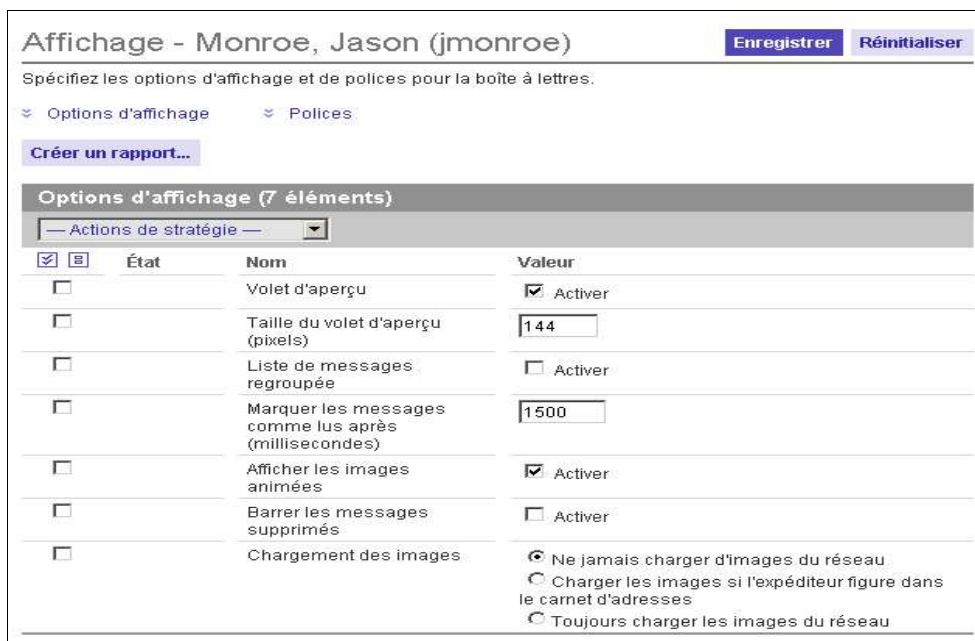 Affichage - Monroe, Jason (jmonroe)
Enregistrer
Réinitialiser
Spécifiez les options d'affichage et de polices pour la boîte à lettres.
Options d'affichage
Polices
Créer un rapport...
Options d'affichage (7 éléments)
— Actions de stratégie —
État Nom Valeur
Volet d'aperçu
Activer
Taille du volet d'aperçu
(pixels)
144
Liste de messages
regroupée
Activer
Marquer les messages
comme lus après
(millisecondes)
1500
Afficher les images
animées
Activer
Barrer les messages
supprimés
Activer
Chargement des images
Ne jamais charger d'images du réseau
Charger les images si l'expéditeur figure dans
le carnet d'adresses
Toujours charger les images du réseau